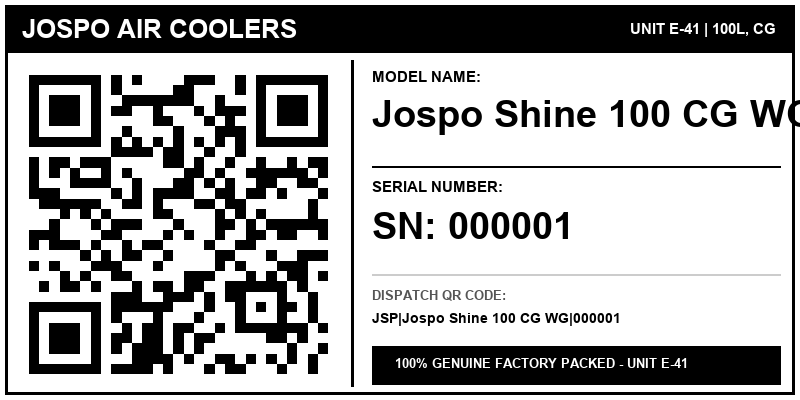 JOSPO AIR COOLERS
UNIT E-41 | 100L, CG
MODEL NAME:
Jospo Shine 100 CG WG
SERIAL NUMBER:
SN: 000001
DISPATCH QR CODE:
JSP|Jospo Shine 100 CG WG|000001
100% GENUINE FACTORY PACKED - UNIT E-41